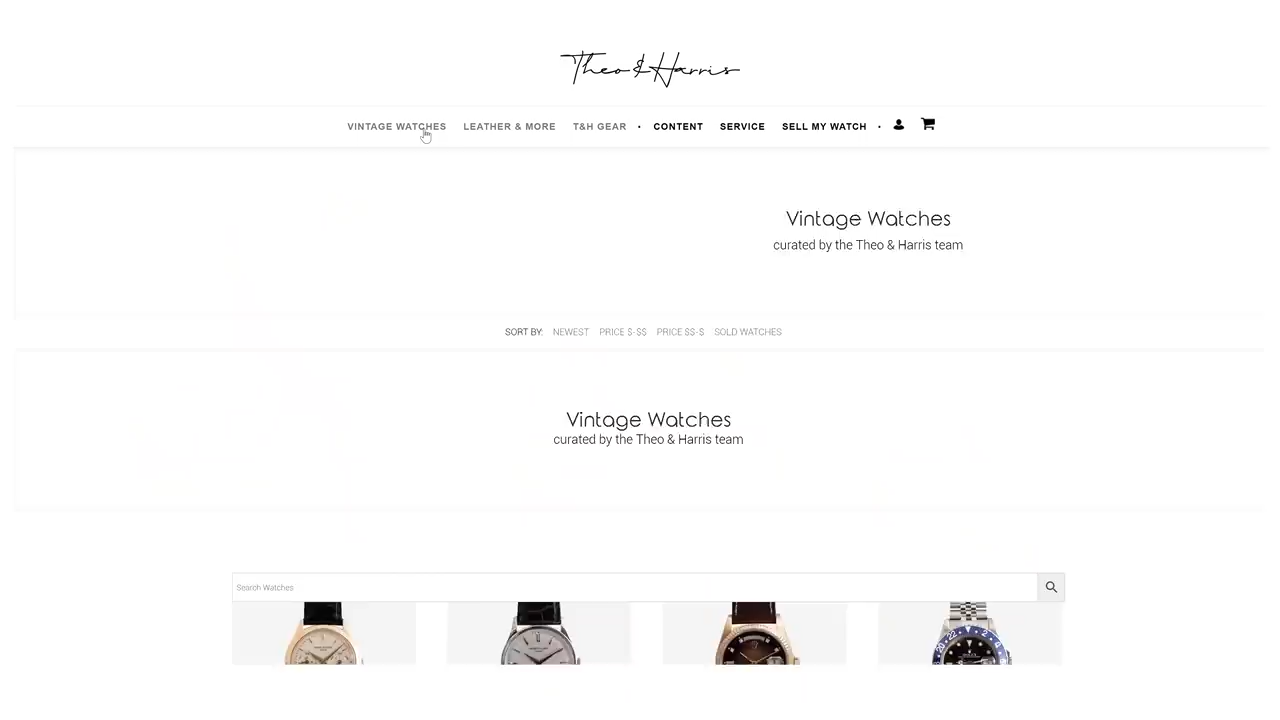 Theo & Harris
VINTAGE WATCHES LEATHER & MORE T&H GEAR • CONTENT SERVICE SELL MY WATCH •
Vintage Watches
curated by the Theo & Harris team
SORT BY: NEWEST PRICE $-$$ PRICE $$-$ SOLD WATCHES
Vintage Watches
curated by the Theo & Harris team
Search Watches